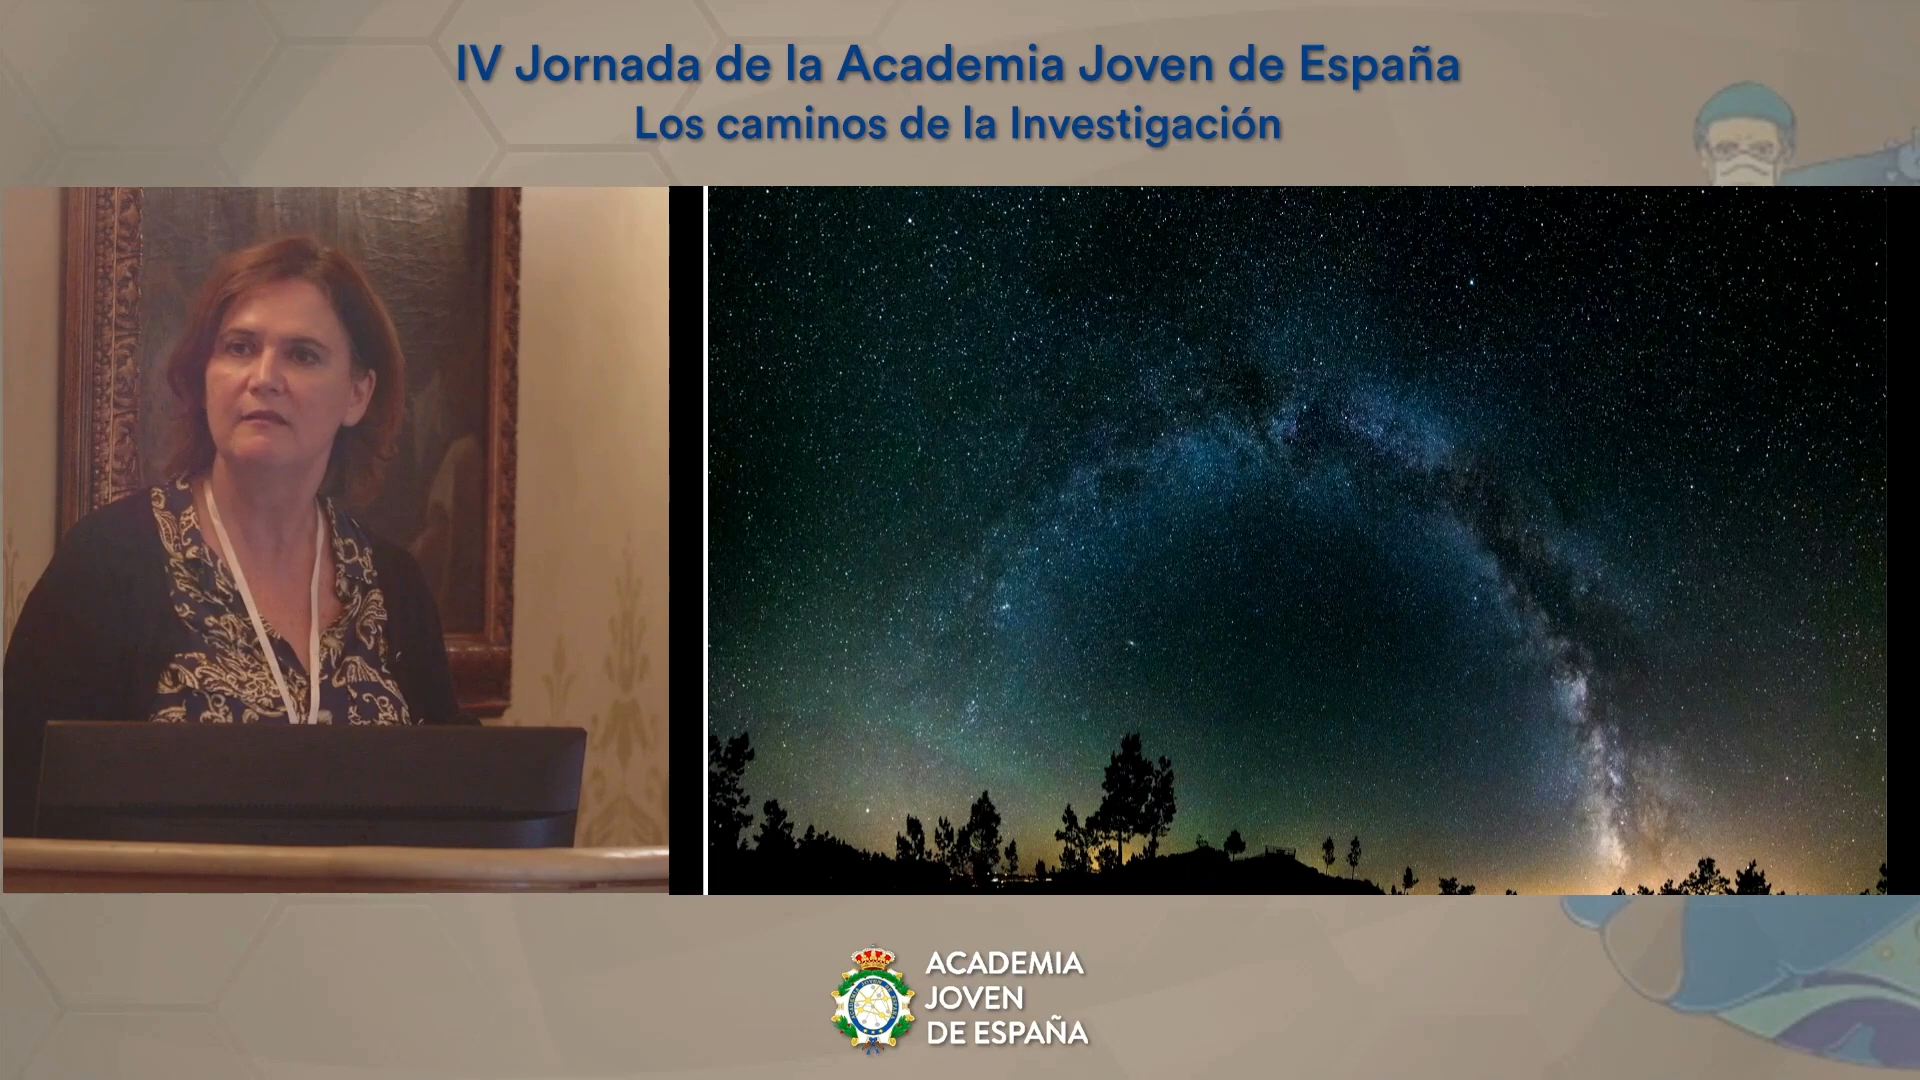 IV Jornada de la Academia Joven de España
Los caminos de la Investigación
ACADEMIA
JOVEN
DE ESPAÑA